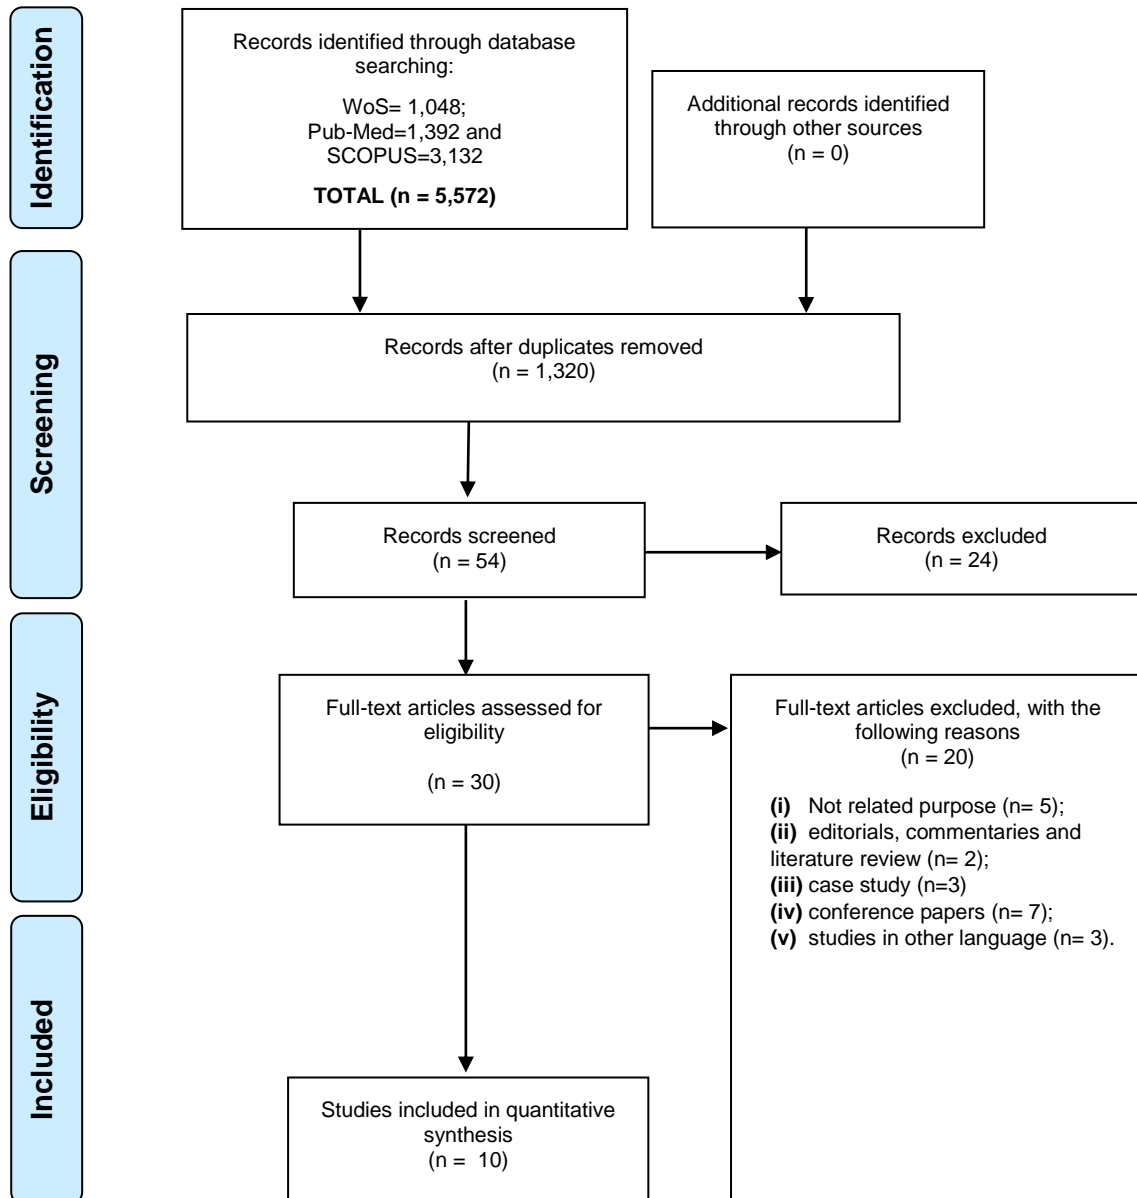 Identification
Records identified through database
searching:
WoS= 1,048;
Pub-Med=1,392 and
SCOPUS=3,132
TOTAL (n = 5,572)
Additional records identified
through other sources
(n = 0)
Screening
Records after duplicates removed
(n = 1,320)
Records screened
(n = 54)
Records excluded
(n = 24)
Eligibility
Full-text articles assessed for
eligibility
(n = 30)
Full-text articles excluded, with the
following reasons
(n = 20)
(i) Not related purpose (n= 5);
(ii) editorials, commentaries and
literature review (n= 2);
(iii) case study (n=3)
(iv) conference papers (n= 7);
(v) studies in other language (n= 3).
Included
Studies included in quantitative
synthesis
(n = 10)